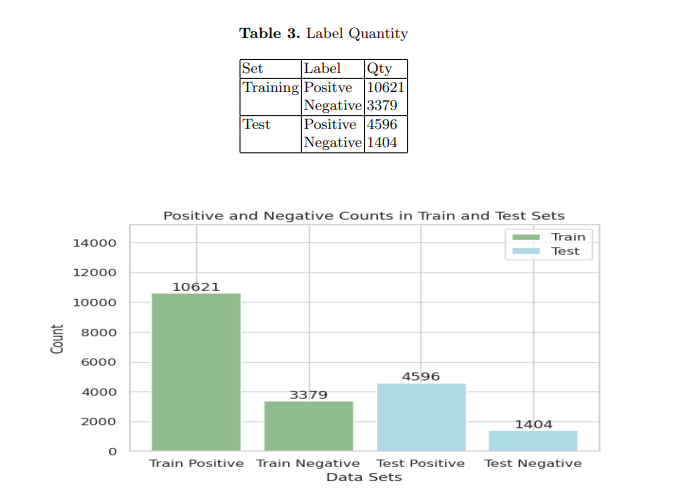 Table 3. Label Quantity
Set Label Qty
Training Positve 10621
Negative 3379
Test Positive 4596
Negative 1404
Positive and Negative Counts in Train and Test Sets
Train
Test
14000
12000
10000
8000
6000
4000
2000
0
Count
10621
3379
4596
1404
Train Positive Train Negative Test Positive Test Negative
Data Sets